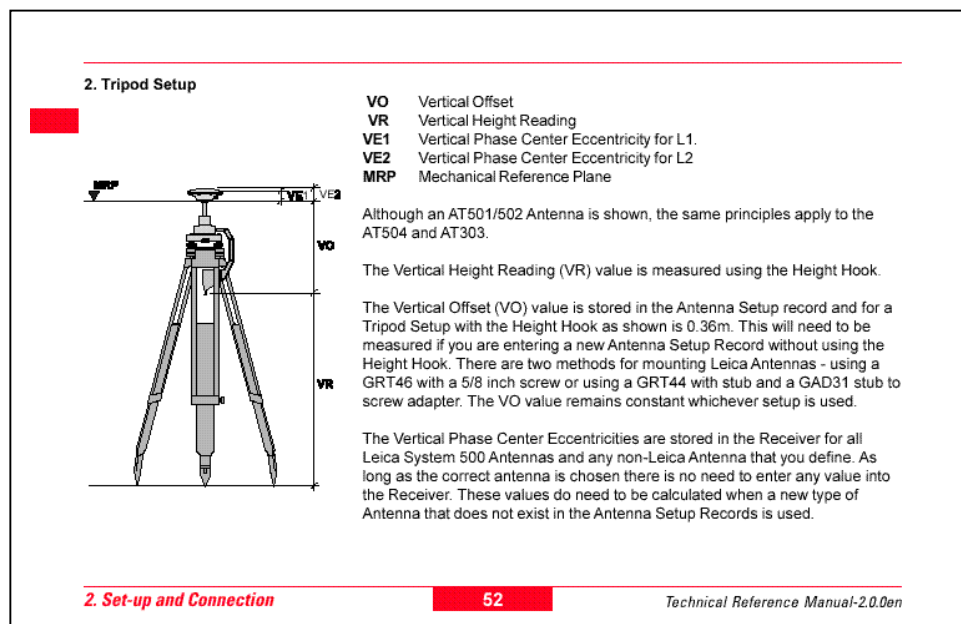 2. Tripod Setup
VO Vertical Offset
VR Vertical Height Reading
VE1 Vertical Phase Center Eccentricity for L1.
VE2 Vertical Phase Center Eccentricity for L2
MRP Mechanical Reference Plane
MRP
VE1 VE2
VO
VR
Although an AT501/502 Antenna is shown, the same principles apply to the
AT504 and AT303.
The Vertical Height Reading (VR) value is measured using the Height Hook.
The Vertical Offset (VO) value is stored in the Antenna Setup record and for a
Tripod Setup with the Height Hook as shown is 0.36m. This will need to be
measured if you are entering a new Antenna Setup Record without using the
Height Hook. There are two methods for mounting Leica Antennas - using a
GRT46 with a 5/8 inch screw or using a GRT44 with stub and a GAD31 stub to
screw adapter. The VO value remains constant whichever setup is used.
The Vertical Phase Center Eccentricities are stored in the Receiver for all
Leica System 500 Antennas and any non-Leica Antenna that you define. As
long as the correct antenna is chosen there is no need to enter any value into
the Receiver. These values do need to be calculated when a new type of
Antenna that does not exist in the Antenna Setup Records is used.
2. Set-up and Connection
52
Technical Reference Manual-2.0.0en